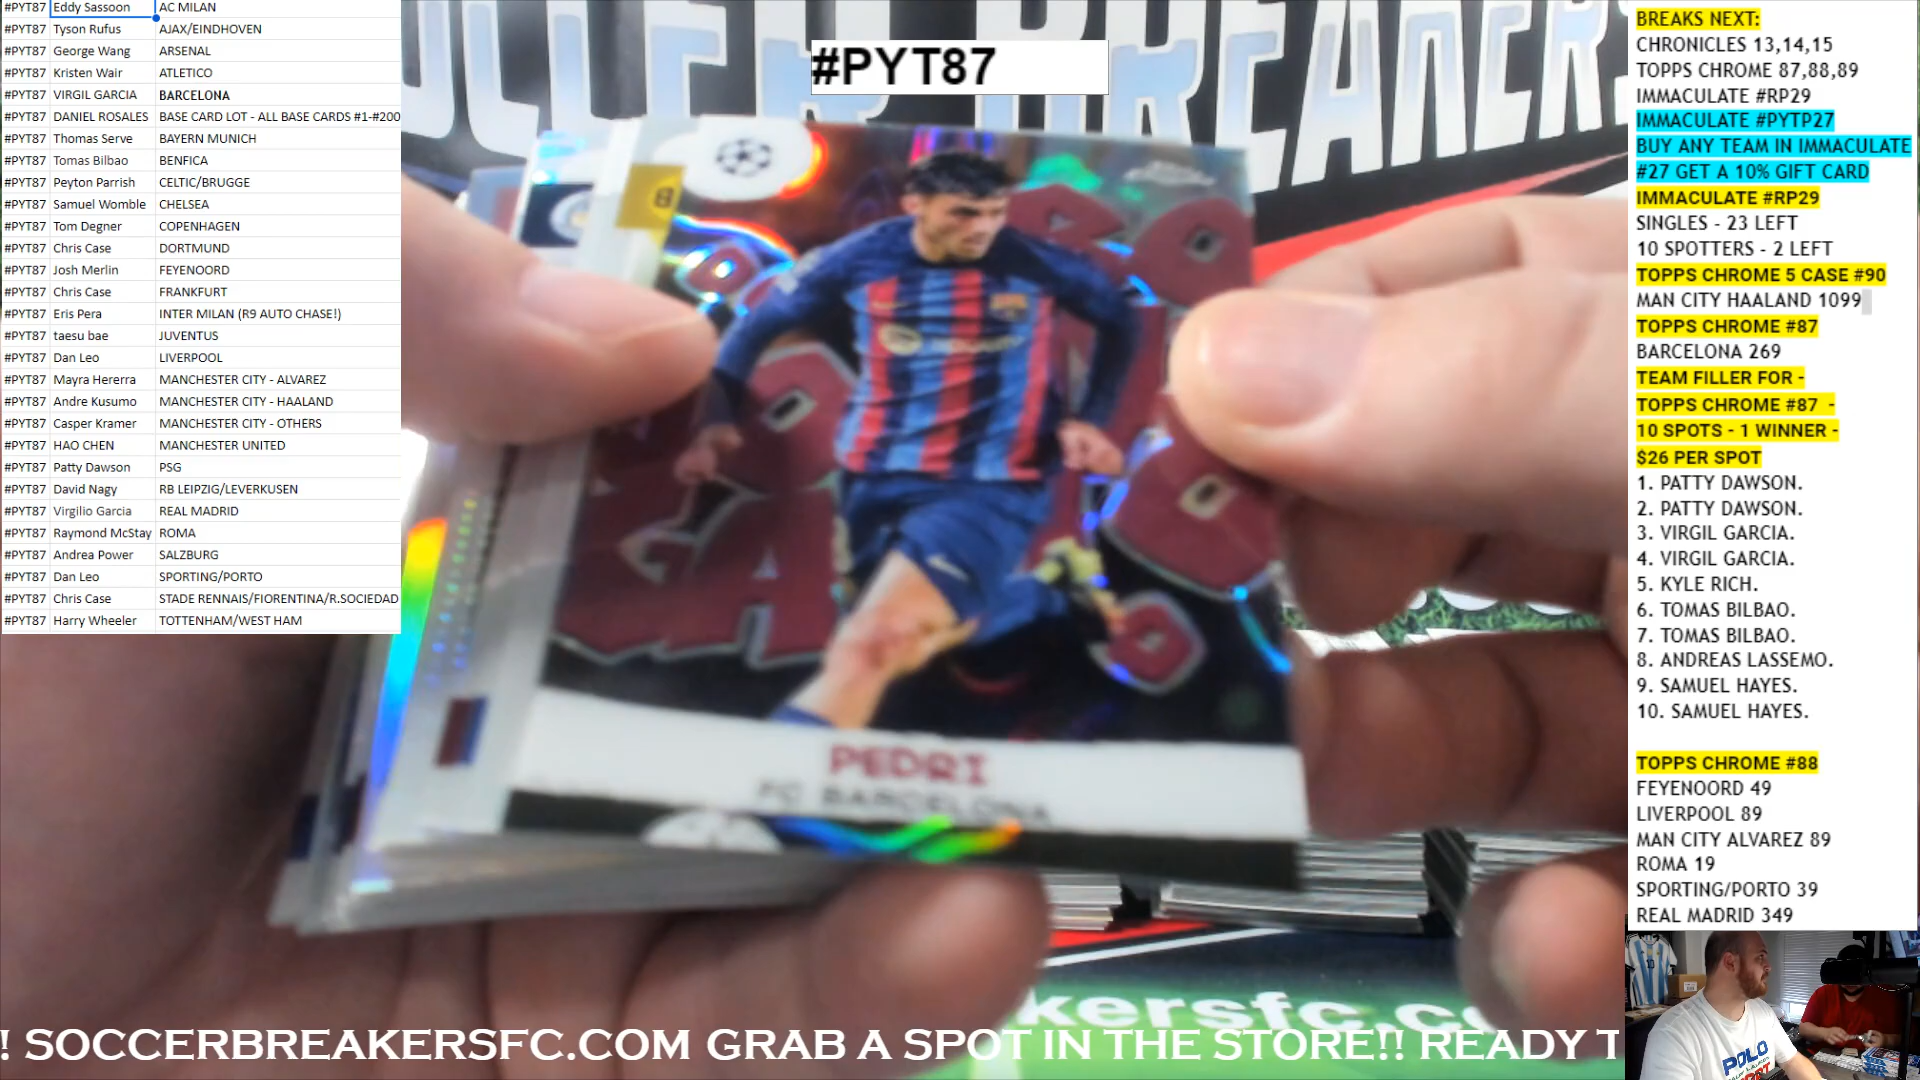 #PYT87 Eddy Sassoon AC MILAN
#PYT87 Tyson Rufus AJAX/EINDHOVEN
#PYT87 George Wang ARSENAL
#PYT87 Kristen Wair ATLETICO
#PYT87 VIRGIL GARCIA BARCELONA
#PYT87 DANIEL ROSALES BASE CARD LOT - ALL BASE CARDS #1-#200
#PYT87 Thomas Serve BAYERN MUNICH
#PYT87 Tomas Bilbao BENFICA
#PYT87 Peyton Parrish CELTIC/BRUGGE
#PYT87 Samuel Womble CHELSEA
#PYT87 Tom Degner COPENHAGEN
#PYT87 Chris Case DORTMUND
#PYT87 Josh Merlin FEYENOORD
#PYT87 Chris Case FRANKFURT
#PYT87 Eris Pera INTER MILAN (R9 AUTO CHASE!)
#PYT87 taesu bae JUVENTUS
#PYT87 Dan Leo LIVERPOOL
#PYT87 Mayra Hererra MANCHESTER CITY - ALVAREZ
#PYT87 Andre Kusumo MANCHESTER CITY - HAALAND
#PYT87 Casper Kramer MANCHESTER CITY - OTHERS
#PYT87 HAO CHEN MANCHESTER UNITED
#PYT87 Patty Dawson PSG
#PYT87 David Nagy RB LEIPZIG/LEVERKUSEN
#PYT87 Virgilio Garcia REAL MADRID
#PYT87 Raymond McStay ROMA
#PYT87 Andrea Power SALZBURG
#PYT87 Dan Leo SPORTING/PORTO
#PYT87 Chris Case STADE RENNAIS/FIORENTINA/R.SOCIEDAD
#PYT87 Harry Wheeler TOTTENHAM/WEST HAM
#PYT87
SOCCER BREAKERS
PEDRI
FC BARCELONA
kersfc.co
BREAKS NEXT:
CHRONICLES 13,14,15
TOPPS CHROME 87,88,89
IMMACULATE #RP29
IMMACULATE #PYTP27
BUY ANY TEAM IN IMMACULATE
#27 GET A 10% GIFT CARD
IMMACULATE #RP29
SINGLES - 23 LEFT
10 SPOTTERS - 2 LEFT
TOPPS CHROME 5 CASE #90
MAN CITY HAALAND 1099
TOPPS CHROME #87
BARCELONA 269
TEAM FILLER FOR -
TOPPS CHROME #87 -
10 SPOTS - 1 WINNER -
$26 PER SPOT
1. PATTY DAWSON.
2. PATTY DAWSON.
3. VIRGIL GARCIA.
4. VIRGIL GARCIA.
5. KYLE RICH.
6. TOMAS BILBAO.
7. TOMAS BILBAO.
8. ANDREAS LASSEMO.
9. SAMUEL HAYES.
10. SAMUEL HAYES.
TOPPS CHROME #88
FEYENOORD 49
LIVERPOOL 89
MAN CITY ALVAREZ 89
ROMA 19
SPORTING/PORTO 39
REAL MADRID 349
POLO
! SOCCERBREAKERSFC.COM GRAB A SPOT IN THE STORE!! READY T